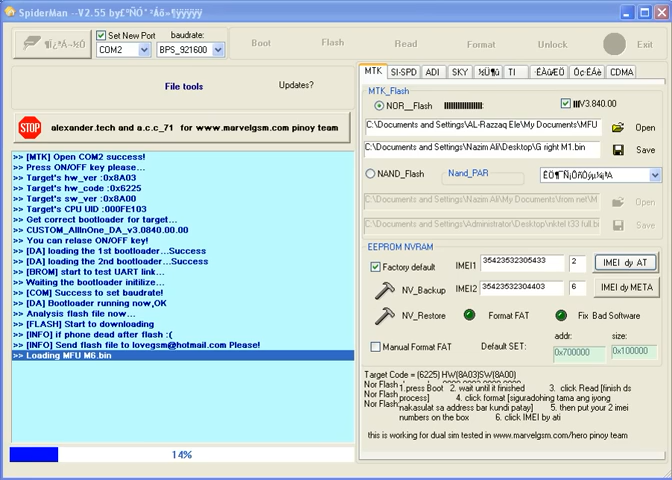 SpiderMan --V2.55 by£ºÑÓ°³Áõ»¶ÿÿÿÿÿ
Set New Port
baudrate:
COM2
BPS_921600
Boot
Flash
Read
Format
Unlock
Exit
File tools
Updates?
STOP
alexander.tech and a.c.c_71 for www.marvelgsm.com pinoy team
>> [MTK] Open COM2 success!
>> Press ON/OFF key please...
>> Target's hw_ver :0x8A03
>> Target's hw_code :0x6225
>> Target's sw_ver :0x8A00
>> Target's CPU UID :000FE103
>> Get correct bootloader for target...
>> CUSTOM_AllInOne_DA_v3.0840.00.00
>> You can relase ON/OFF key!
>> [DA] loading the 1st bootloader...Success
>> [DA] loading the 2nd bootloader...Success
>> [BROM] start to test UART link...
>> Waiting the bootloader initilize...
>> [COM] Success to set baudrate!
>> [DA] Bootloader running now,OK
>> Analysis flash file now...
>> [FLASH] Start to downloading
>> [INFO] if phone dead after flash :(
>> [INFO] Send flash file to lovegsm@hotmail.com Please!
>> Loading MFU M6.bin
14%
MTK
SI-SPD
ADI
SKY
¼Ü¶û
TI
CDMA
MTK_Flash
NOR__Flash
V3.840.00
C:\Documents and Settings\AL-Razzaq Ele\My Documents\MFU
Open
C:\Documents and Settings\Nazim Ali\Desktop\G right M1.bin
Save
NAND_Flash
Nand_PAR
C:\Documents and Settings\Nazim Ali\My Documents\from net\M
Open
C:\Documents and Settings\Administrator\Desktop\nktel t33 full.bi
Save
EEPROM NVRAM
Factory default
IMEI1
35423532305433
2
IMEI dy AT
NV_Backup
IMEI2
35423532304403
6
IMEI dy META
NV_Restore
Format FAT
Fix Bad Software
Manual Format FAT
Default SET:
addr:
0x700000
size:
0x100000
Target Code = (6225) HW(8A03)SW(8A00)
Nor Flash
Nor Flash
Nor Flash
1.press Boot 2. wait until it finished 3. click Read [finish ds
process] 4. click format [siguradohing tama ang iyong
nakasulat sa address bar kundi patay] 5. then put your 2 imei
numbers on the box 6. click IMEI by ati
this is working for dual sim tested in www.marvelgsm.com/hero pinoy team